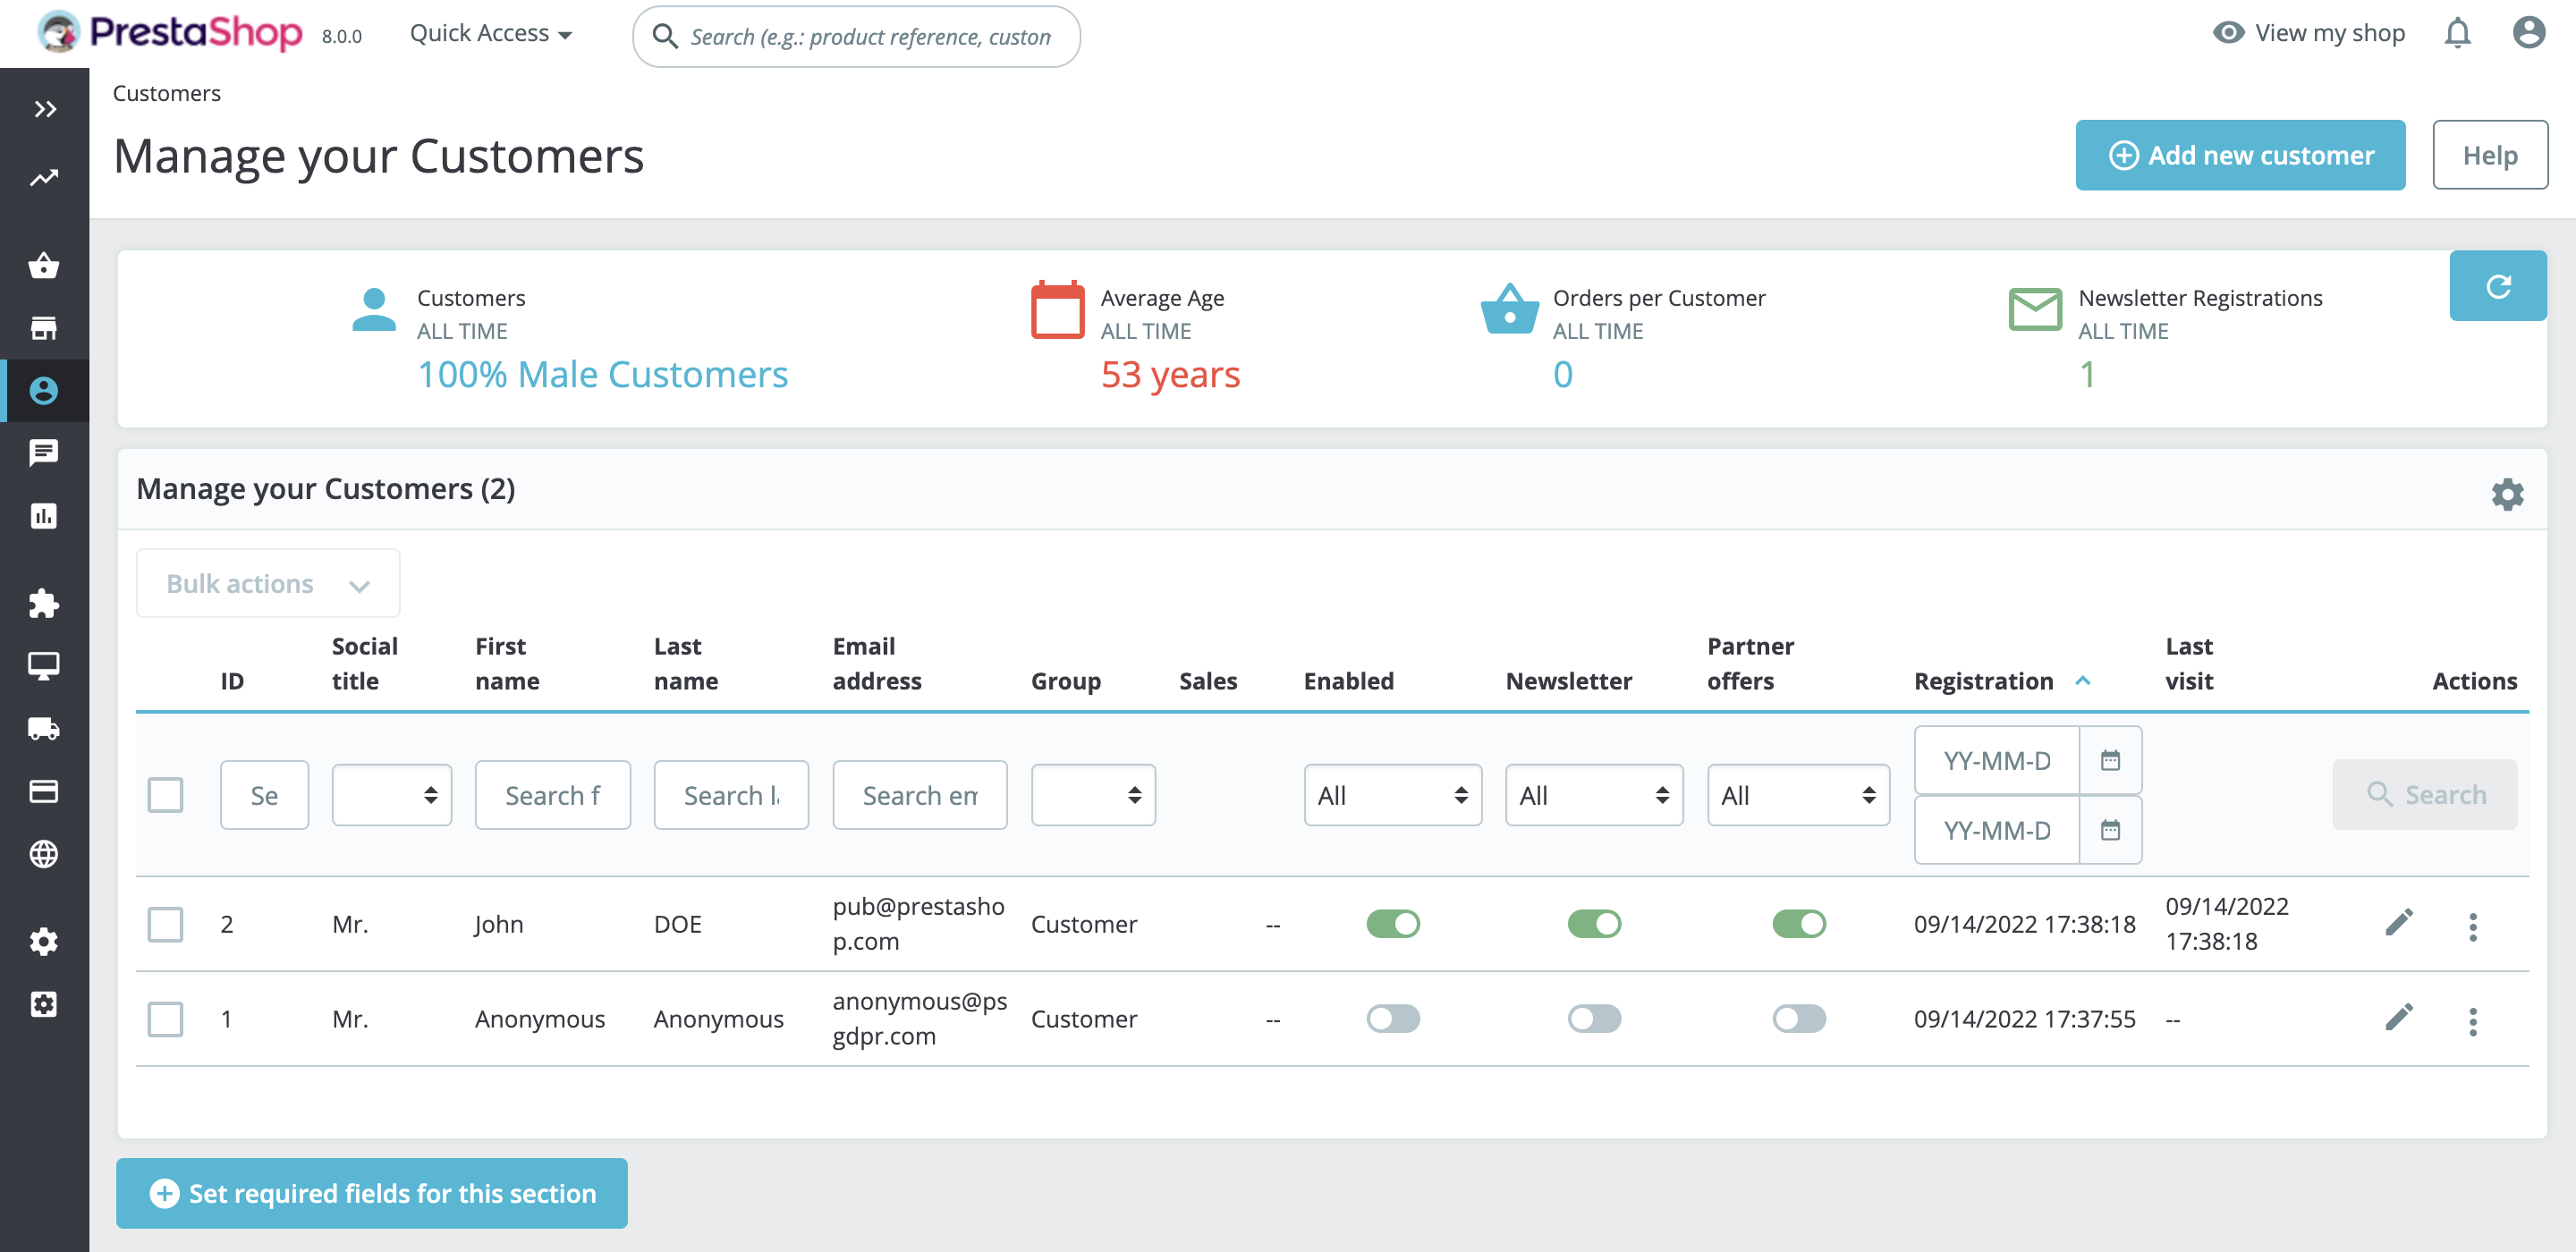 PrestaShop 8.0.0 Quick Access Search (e.g.: product reference, custon View my shop
Customers
Manage your Customers
Add new customer Help
Customers
ALL TIME
100% Male Customers
Average Age
ALL TIME
53 years
Orders per Customer
ALL TIME
0
Newsletter Registrations
ALL TIME
1
Manage your Customers (2)
Bulk actions
ID Social title First name Last name Email address Group Sales Enabled Newsletter Partner offers Registration Last visit Actions
Se Search f Search la Search em All All All YY-MM-D Search
YY-MM-D
2 Mr. John DOE pub@prestasho Customer -- 09/14/2022 17:38:18 09/14/2022
p.com 17:38:18
1 Mr. Anonymous Anonymous anonymous@ps Customer -- 09/14/2022 17:37:55 --
gdpr.com
Set required fields for this section